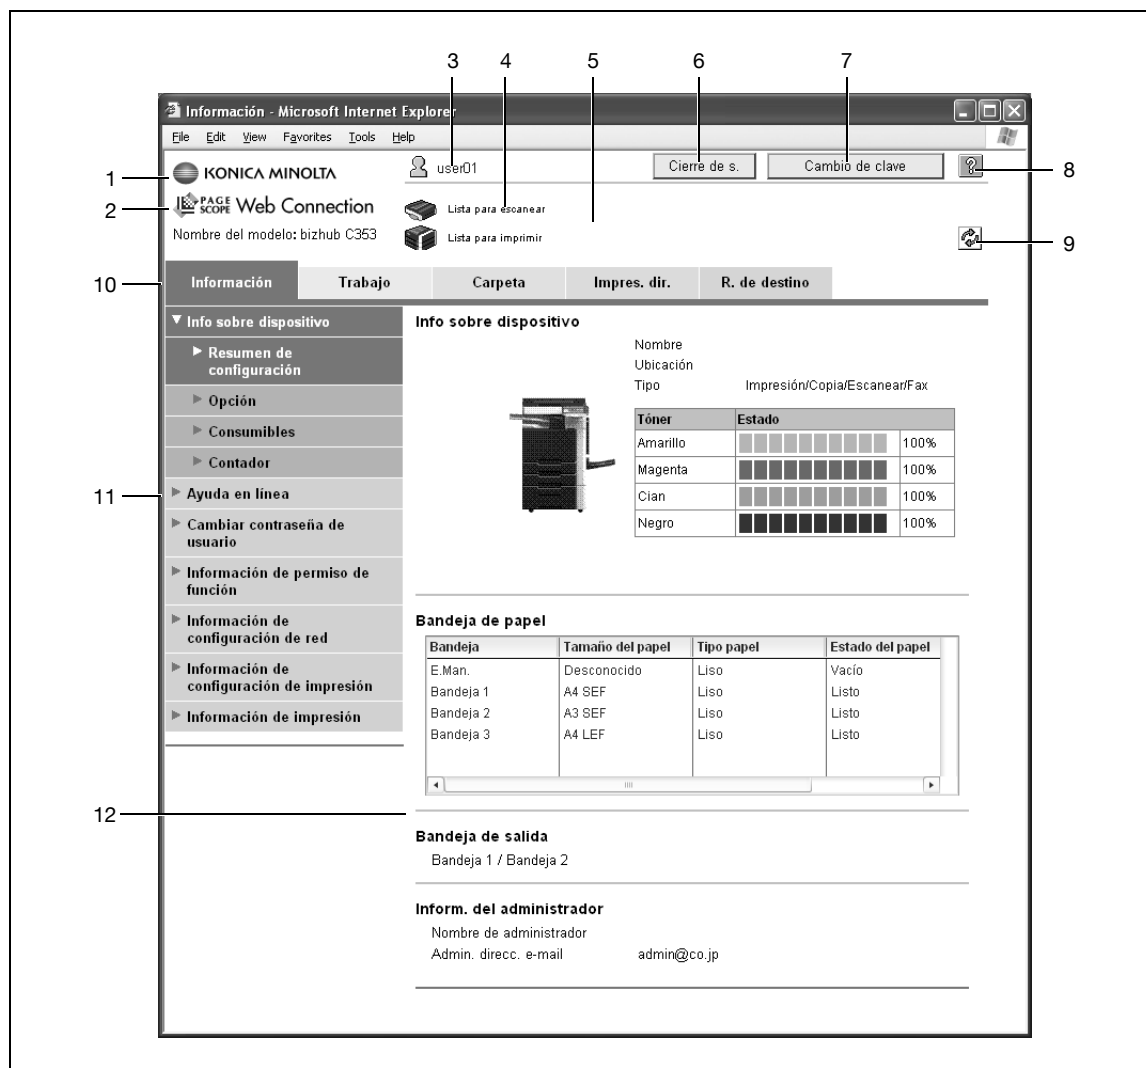 3 4 5 6 7
Información - Microsoft Internet Explorer
File Edit View Favorites Tools Help
1 KONICA MINOLTA user01 Cierre de s. Cambio de clave 8
2 PAGE SCOPE Web Connection Lista para escanear
Nombre del modelo: bizhub C353 Lista para imprimir 9
10 Información Trabajo Carpeta Impres. dir. R. de destino
Info sobre dispositivo
Resumen de
configuración
Opción
Consumibles
Contador
11 Ayuda en línea
Cambiar contraseña de
usuario
Información de permiso de
función
Información de
configuración de red
Información de
configuración de impresión
Información de impresión
Info sobre dispositivo
Nombre
Ubicación
Tipo Impresión/Copia/Escanear/Fax
Tóner Estado
Amarillo 100%
Magenta 100%
Cian 100%
Negro 100%
Bandeja de papel
Bandeja Tamaño del papel Tipo papel Estado del papel
E.Man. Desconocido Liso Vacío
Bandeja 1 A4 SEF Liso Listo
Bandeja 2 A3 SEF Liso Listo
Bandeja 3 A4 LEF Liso Listo
12
Bandeja de salida
Bandeja 1 / Bandeja 2
Inform. del administrador
Nombre de administrador
Admin. direcc. e-mail admin@co.jp